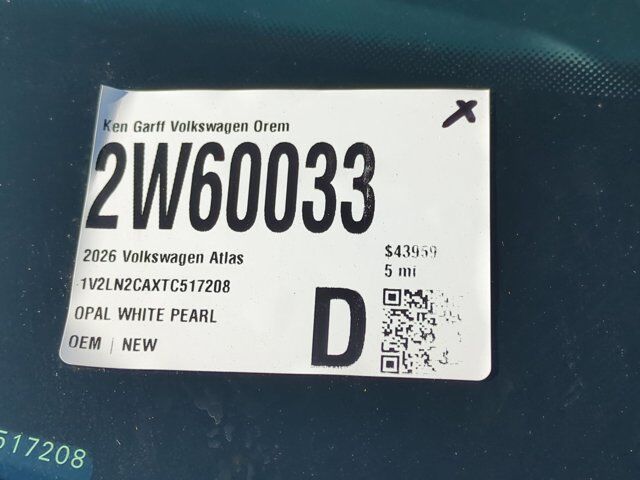 Ken Garff Volkswagen Orem
2W60033
2026 Volkswagen Atlas
1V2LN2CAXTC517208
OPAL WHITE PEARL
OEM | NEW
$43959
5 mi
D
X
517208